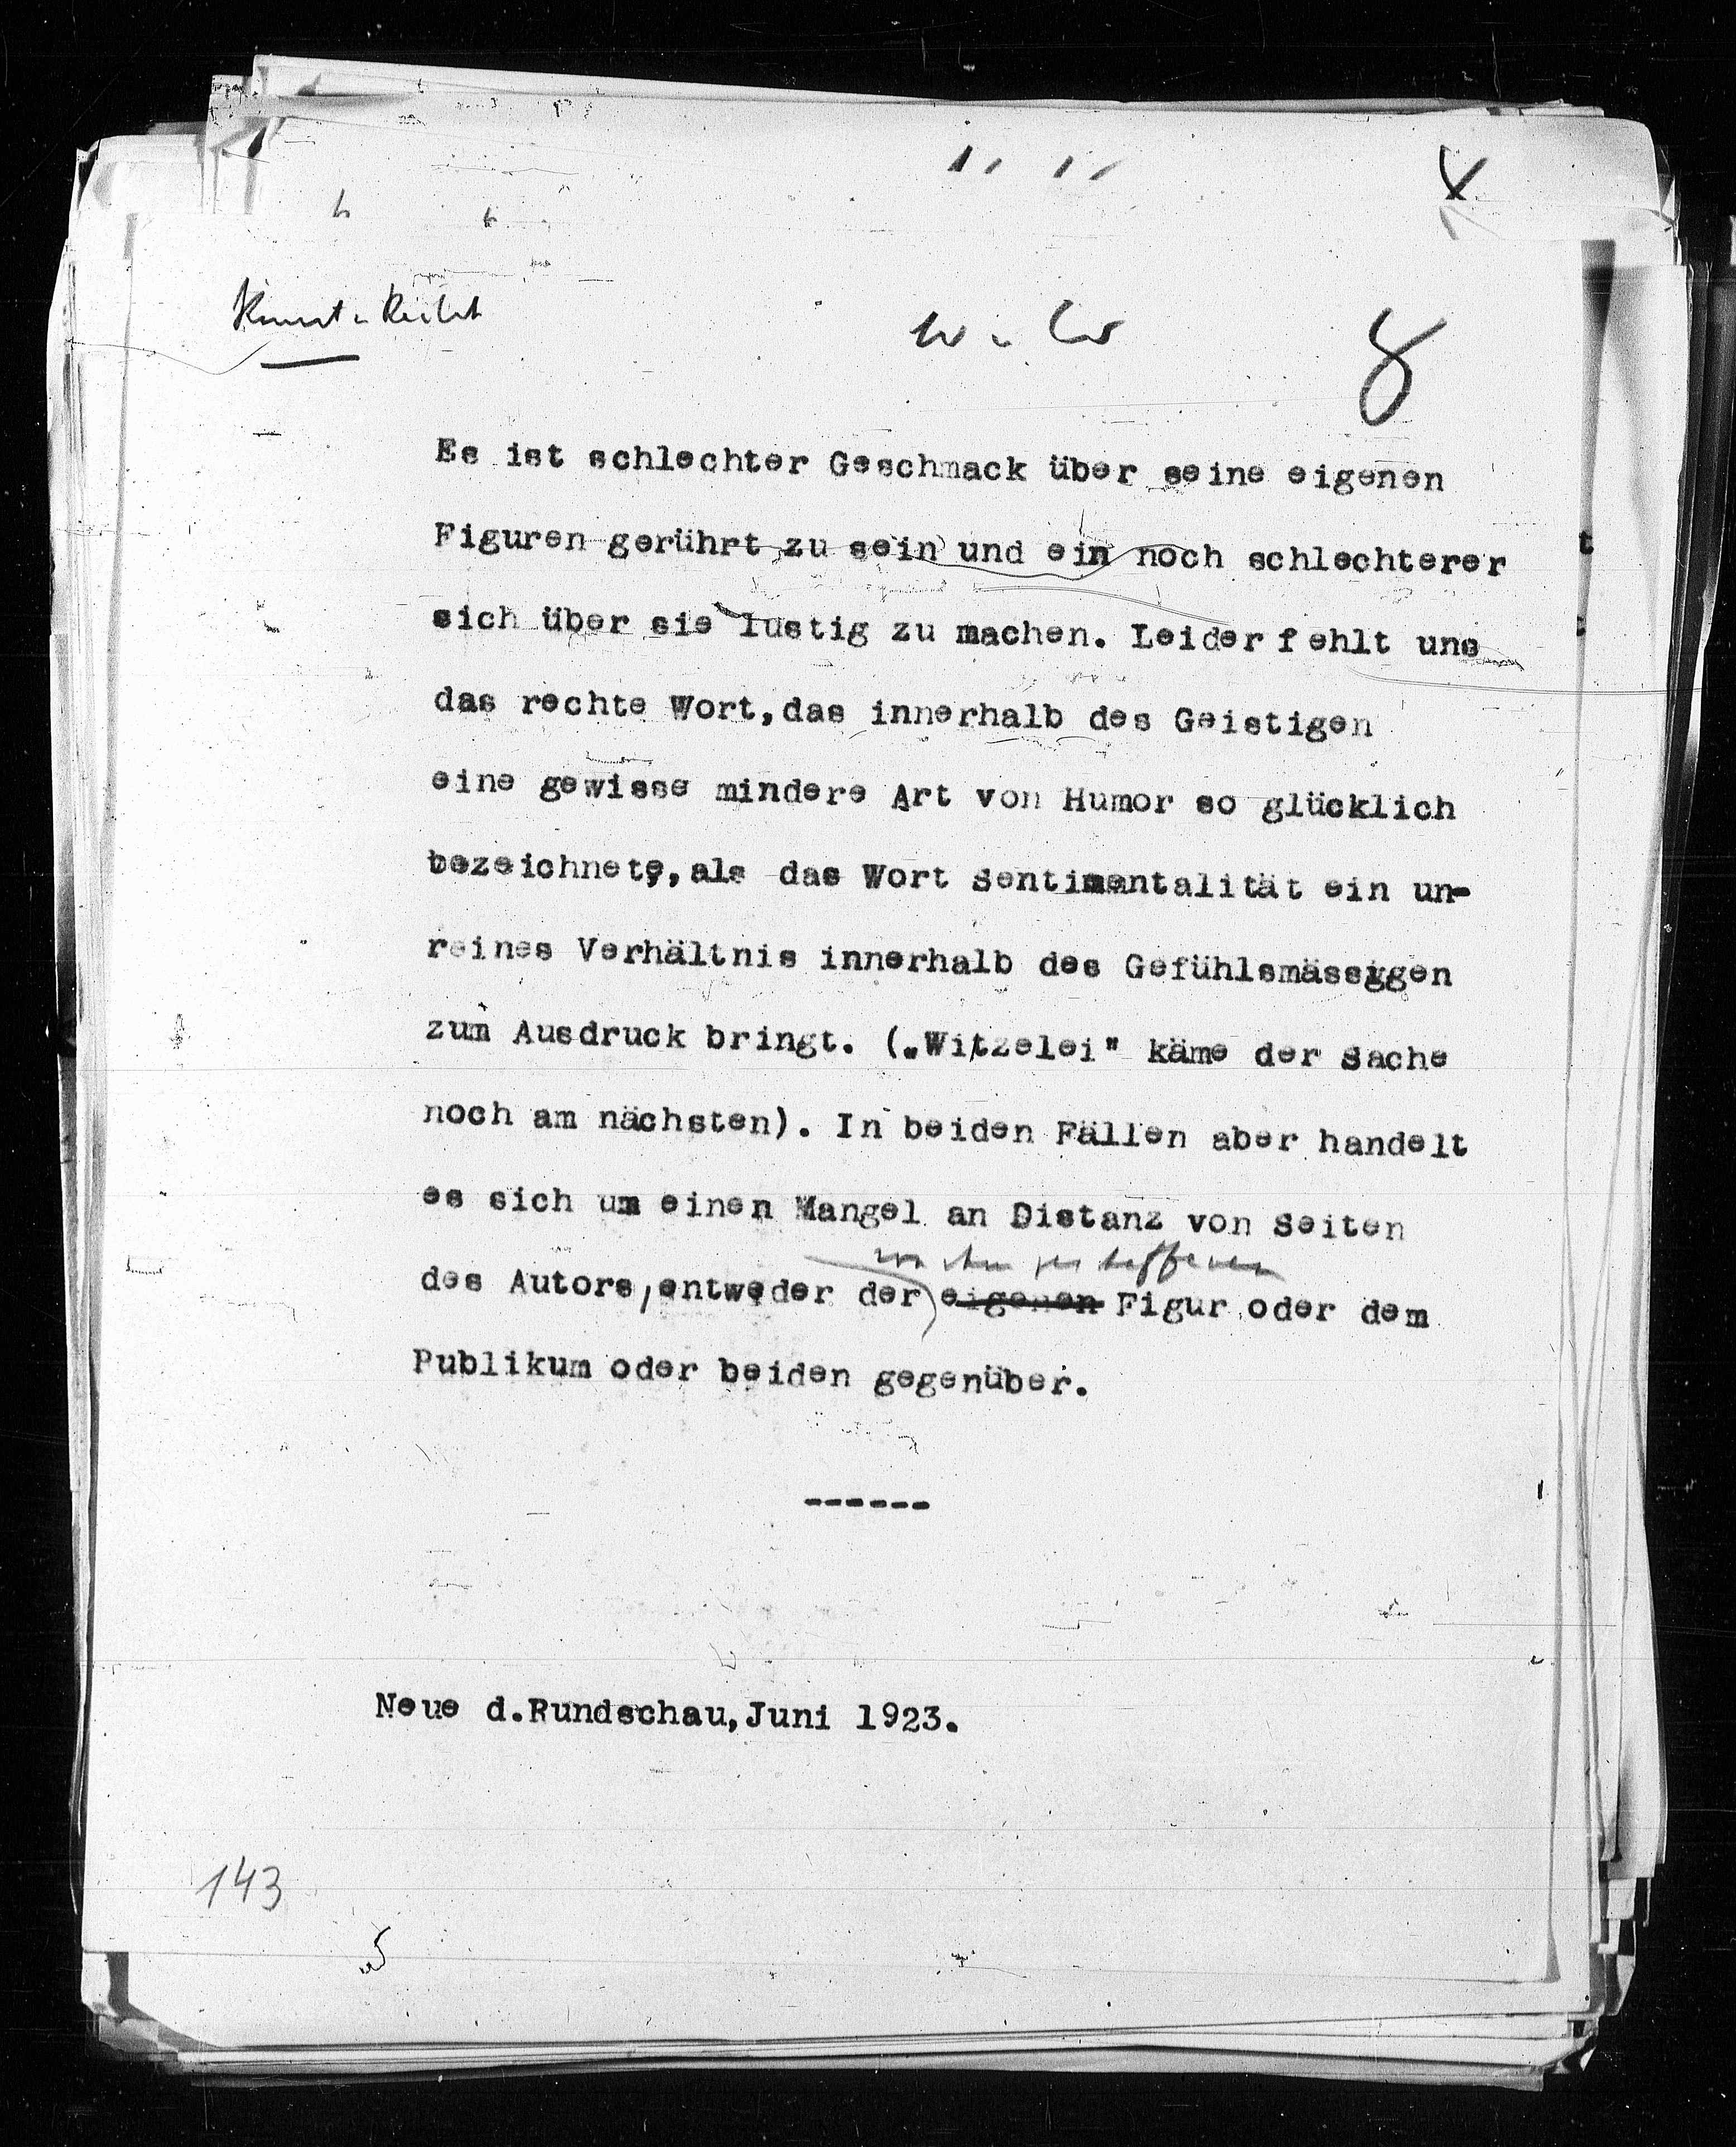 8
Es ist schlechter Geschmack über seine eigenen
Figuren gerührt zu sein und ein noch schlechterer
sich über sie lustig zu machen. Leider fehlt uns
das rechte Wort, das innerhalb des Geistigen
eine gewisse mindere Art von Humor so glücklich
bezeichnete, als das Wort Sentimentalität ein un-
reines Verhältnis innerhalb des Gefühlsmässigen
zum Ausdruck bringt. („Witzelei" käme der Sache
noch am nächsten). In beiden Fällen aber handelt
es sich um einen Mangel an Distanz von Seiten
von ihm geschaffenen
des Autors, entweder der eigenen Figur oder dem
Publikum oder beiden gegenüber.
------
Neue d. Rundschau, Juni 1923.
143